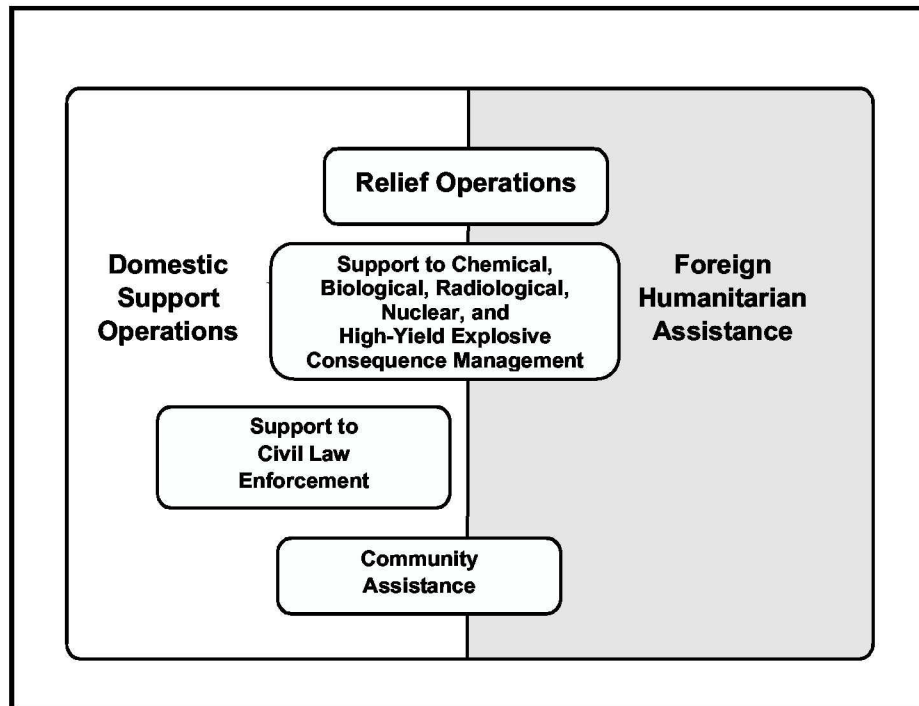 Relief Operations
Domestic
Support
Operations
Support to Chemical,
Biological, Radiological,
Nuclear, and
High-Yield Explosive
Consequence Management
Foreign
Humanitarian
Assistance
Support to
Civil Law
Enforcement
Community
Assistance